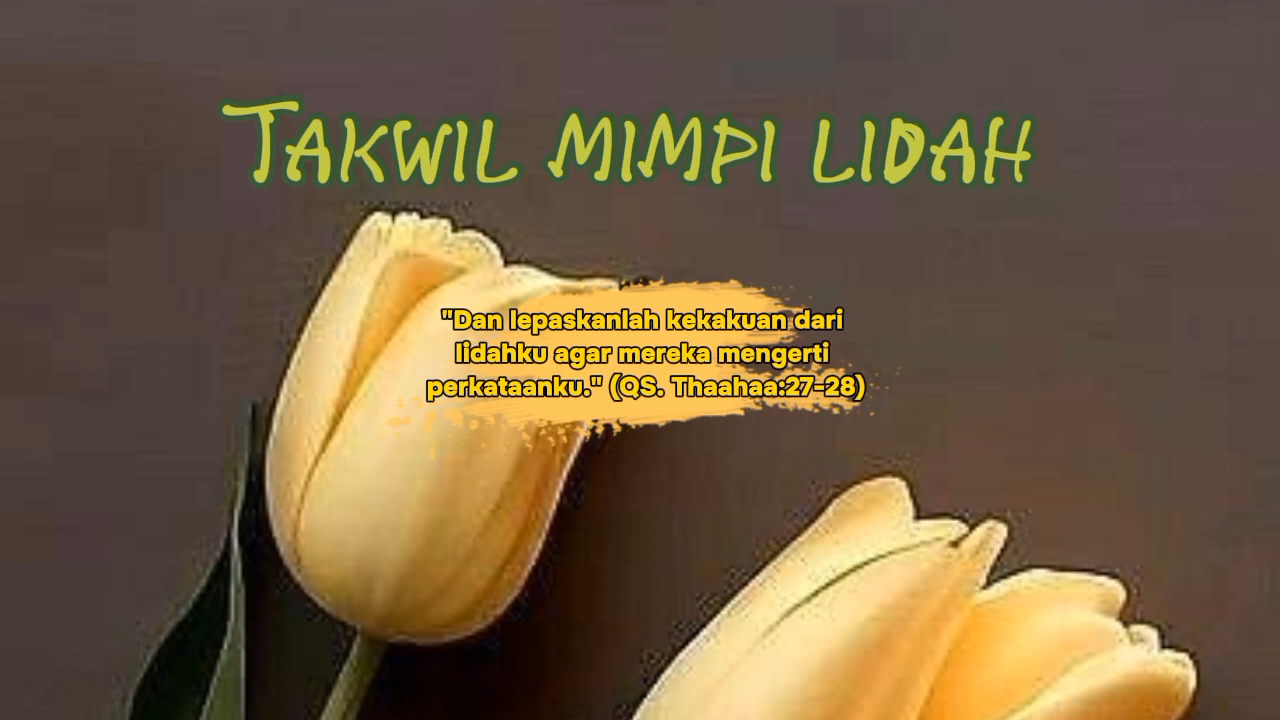 TAKWIL MIMPI LIDAH
"Dan lepaskanlah kekakuan dari
lidahku agar mereka mengerti
perkataanku." (QS. Thaahaa:27-28)